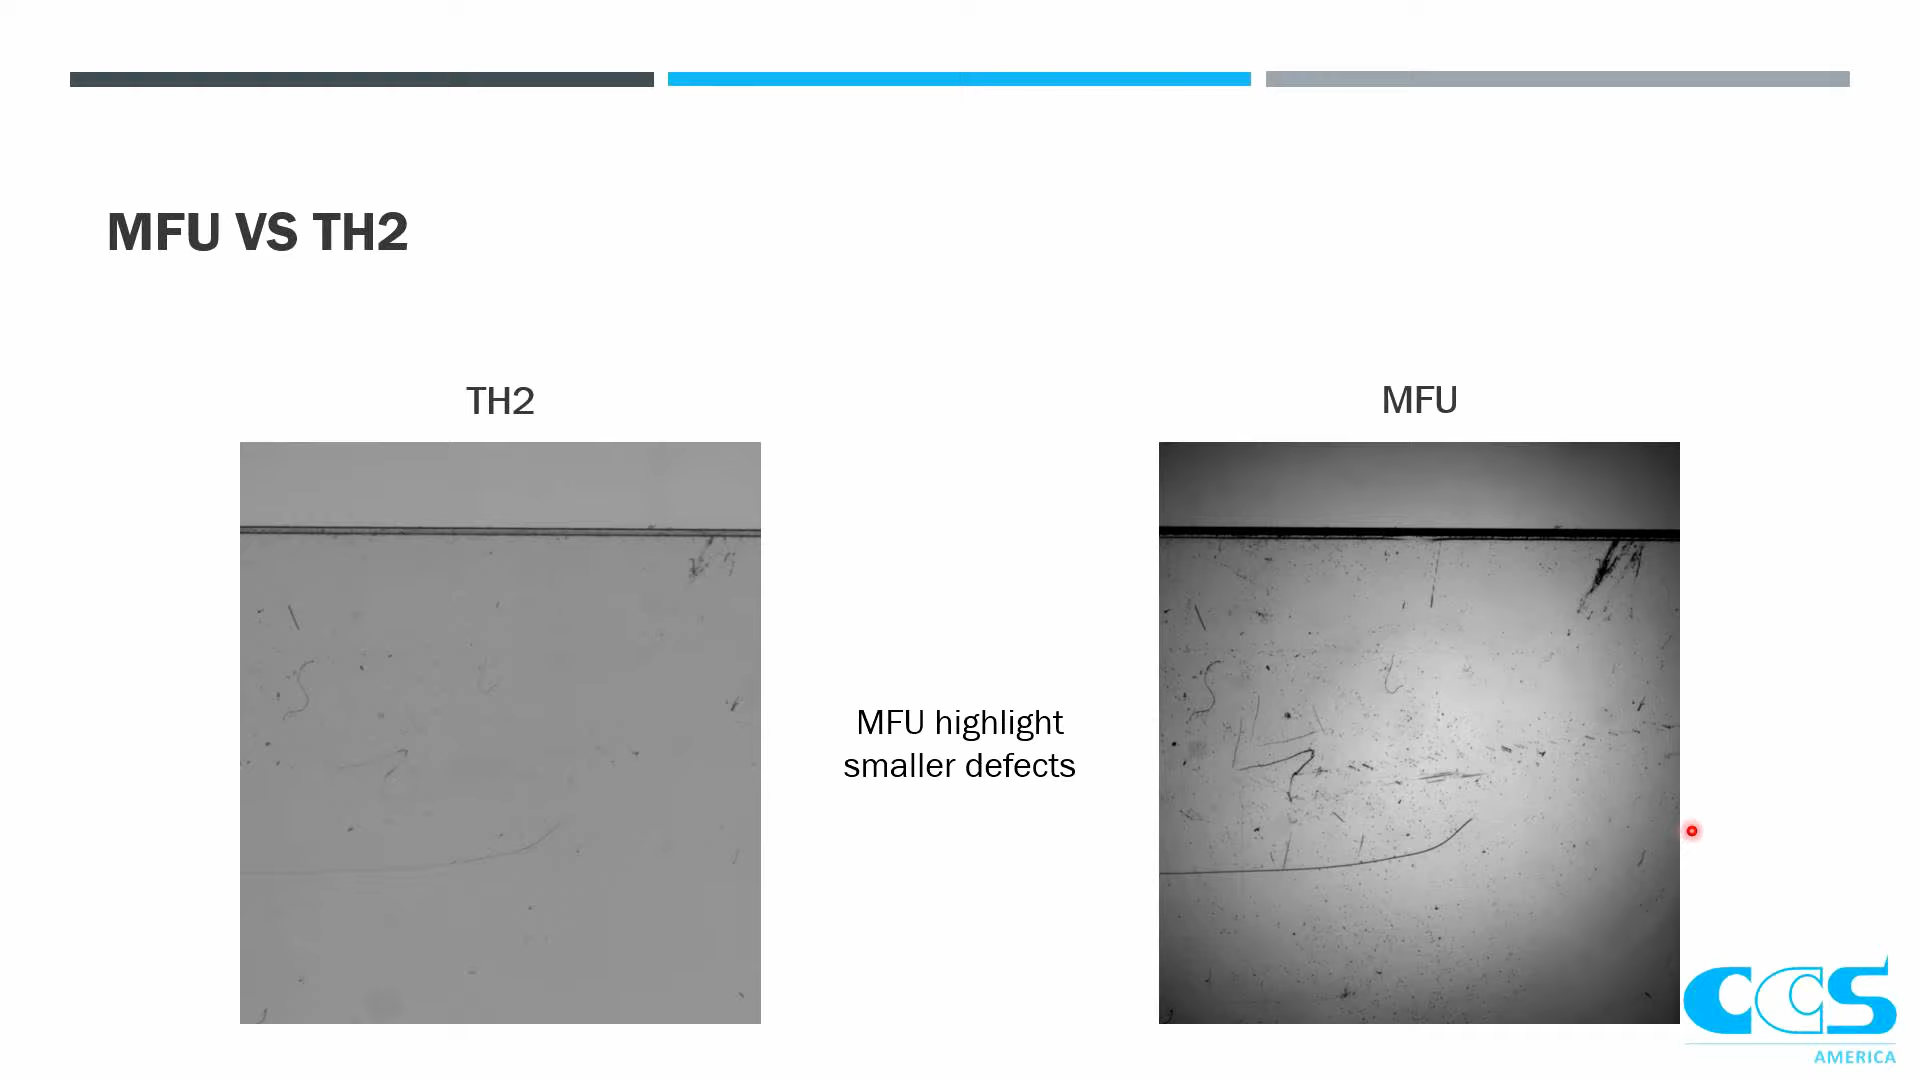 MFU VS TH2
TH2
MFU
MFU highlight
smaller defects
CCS
AMERICA